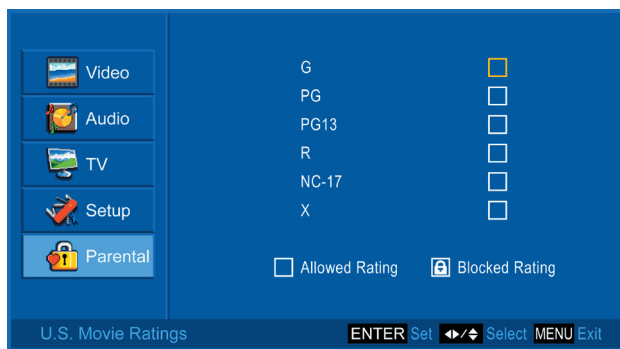 Video
Audio
TV
Setup
Parental
G
PG
PG13
R
NC-17
X
Allowed Rating Blocked Rating
U.S. Movie Ratings ENTER Set Select MENU Exit